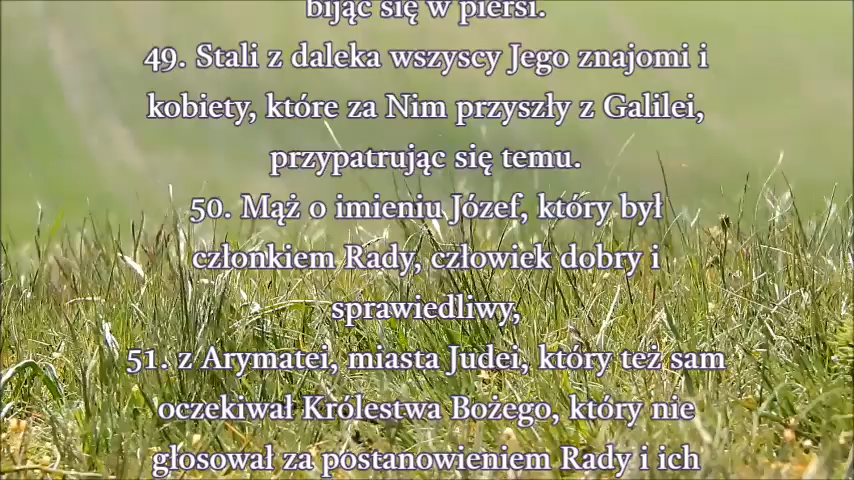 bijąc się w piersi.
49. Stali z daleka wszyscy Jego znajomi i
kobiety, które za Nim przyszły z Galilei,
przypatrując się temu.
50. Mąż o imieniu Józef, który był
członkiem Rady, człowiek dobry i
sprawiedliwy,
51. z Arymatei, miasta Judei, który też sam
oczekiwał Królestwa Bożego, który nie
głosował za postanowieniem Rady i ich